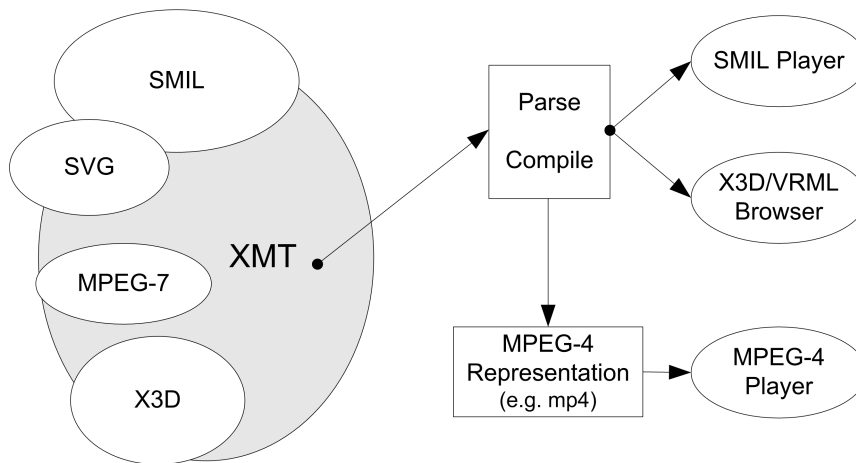 SMIL
SVG
XMT
MPEG-7
X3D
Parse
Compile
SMIL Player
X3D/VRML
Browser
MPEG-4
Representation
(e.g. mp4)
MPEG-4
Player